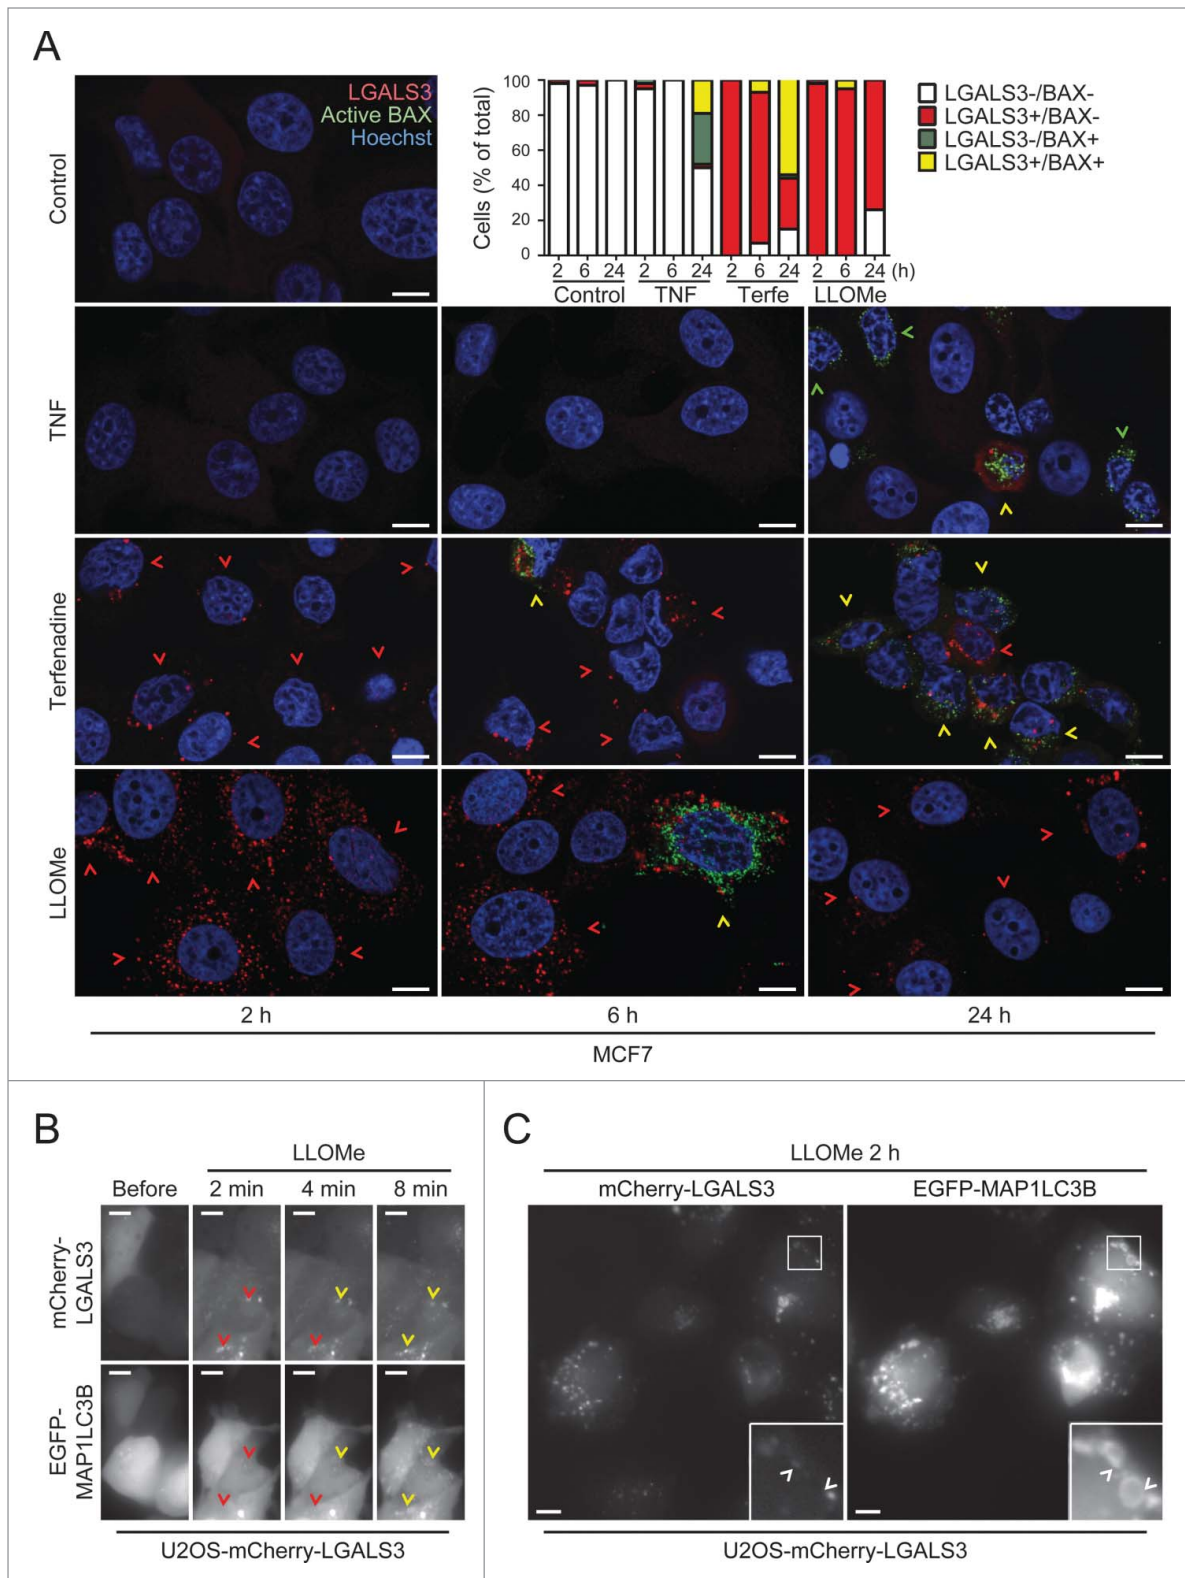 A
LGALS3
Active BAX
Hoechst
Control
Cells (% of total)
100
80
60
40
20
0
2 6 24 2 6 24 2 6 24 2 6 24 (h)
Control TNF Terfe LLOMe
LGALS3-/BAX-
LGALS3+/BAX-
LGALS3-/BAX+
LGALS3+/BAX+
TNF
Terfenadine
LLOMe
2 h 6 h 24 h
MCF7
B
LLOMe
Before 2 min 4 min 8 min
mCherry-
LGALS3
EGFP-
MAP1LC3B
U2OS-mCherry-LGALS3
C
LLOMe 2 h
mCherry-LGALS3 EGFP-MAP1LC3B
U2OS-mCherry-LGALS3